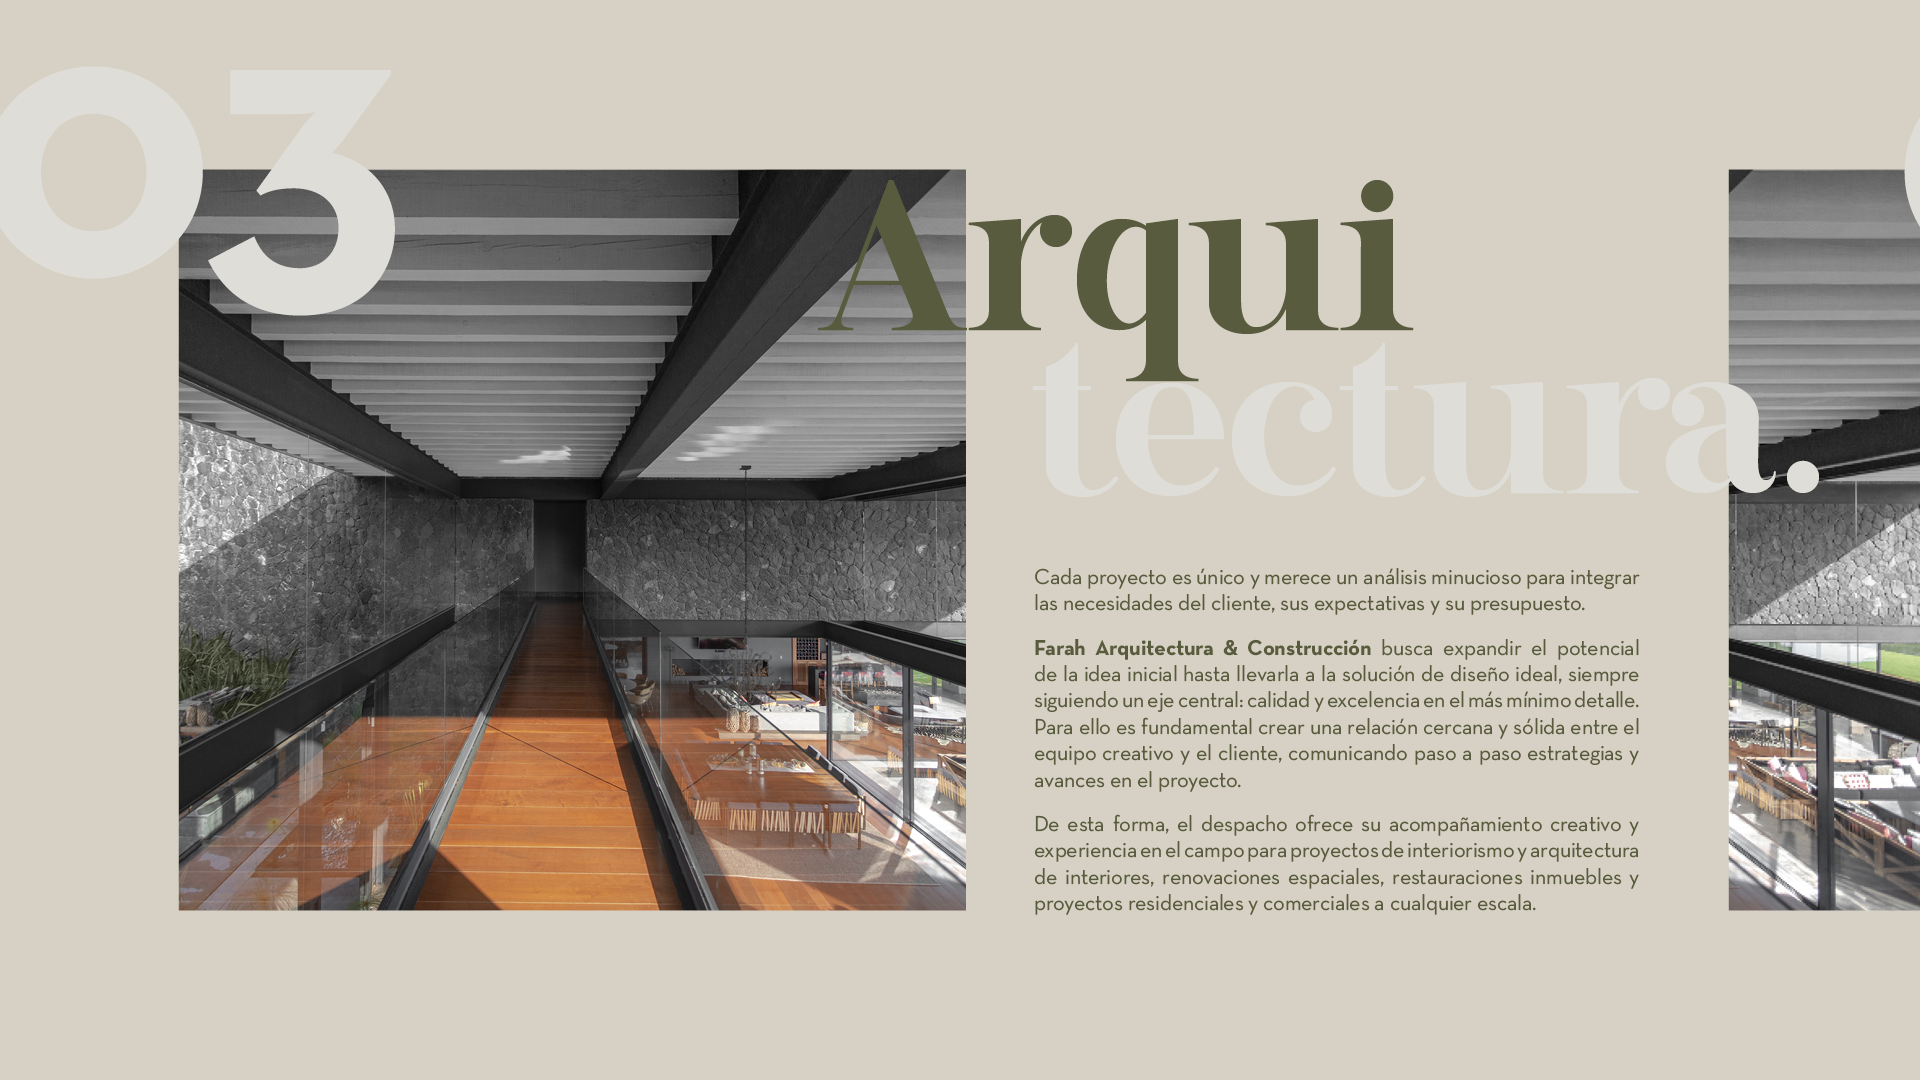 03
Arqui
tectura.
Cada proyecto es único y merece un análisis minucioso para integrar
las necesidades del cliente, sus expectativas y su presupuesto.
Farah Arquitectura & Construcción busca expandir el potencial
de la idea inicial hasta llevarla a la solución de diseño ideal, siempre
siguiendo un eje central: calidad y excelencia en el más mínimo detalle.
Para ello es fundamental crear una relación cercana y sólida entre el
equipo creativo y el cliente, comunicando paso a paso estrategias y
avances en el proyecto.
De esta forma, el despacho ofrece su acompañamiento creativo y
experiencia en el campo para proyectos de interiorismo y arquitectura
de interiores, renovaciones espaciales, restauraciones inmuebles y
proyectos residenciales y comerciales a cualquier escala.